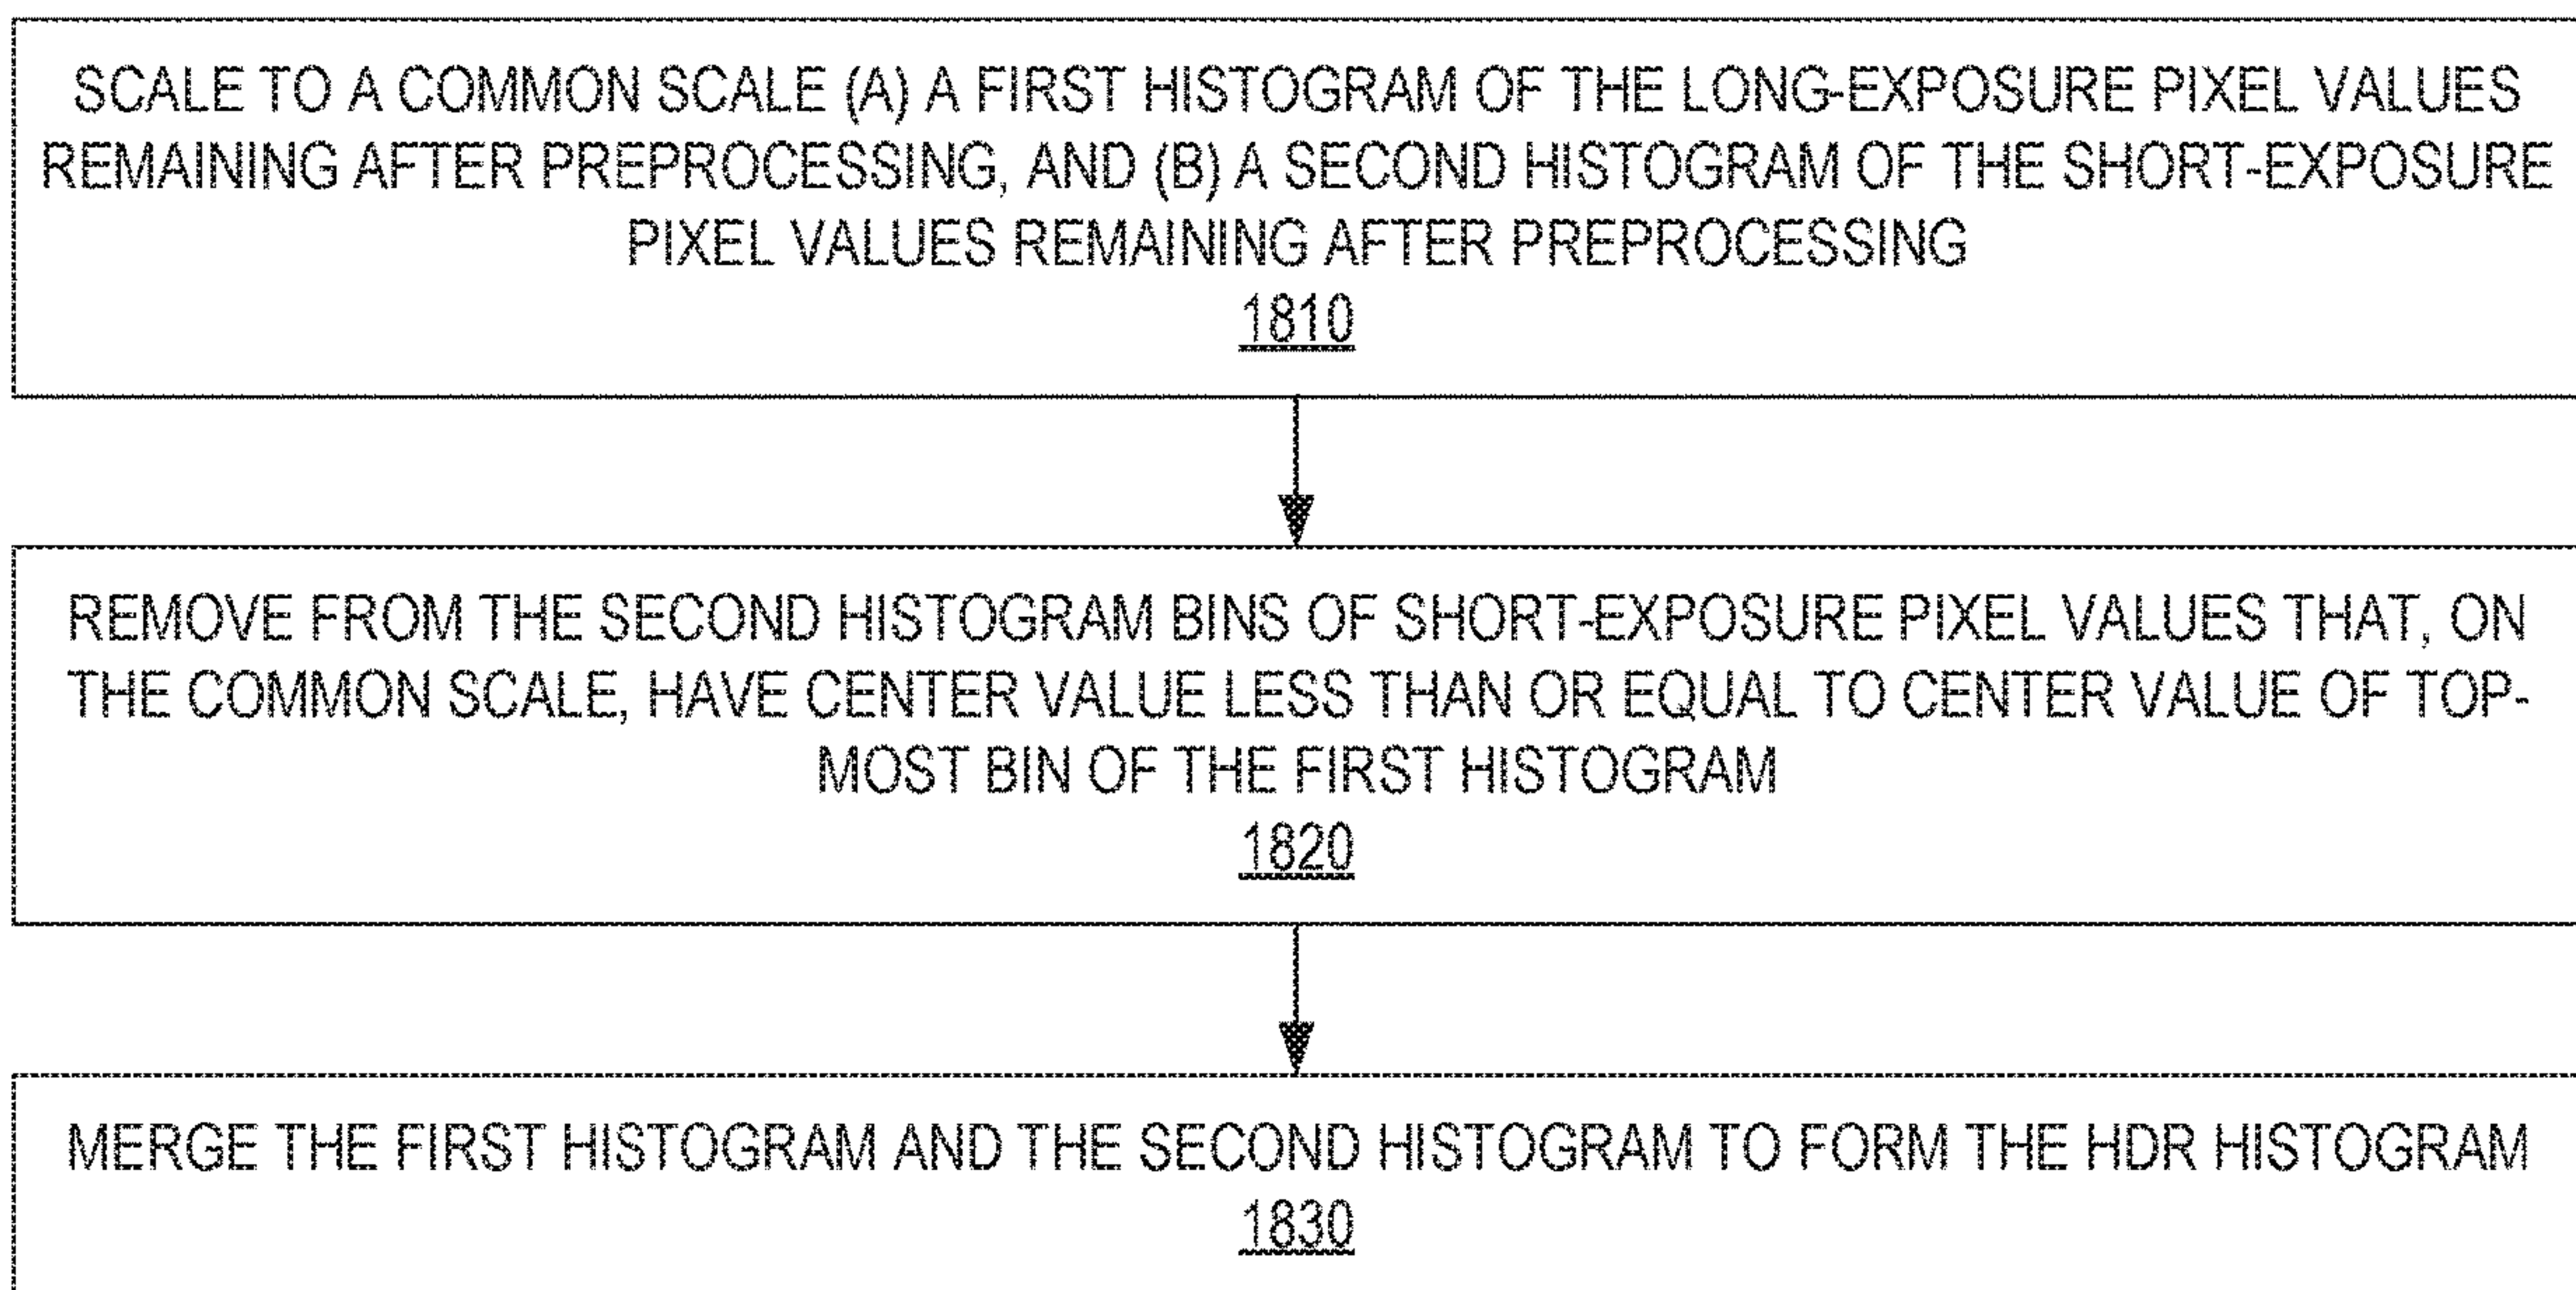 SCALE TO A COMMON SCALE (A) A FIRST HISTOGRAM OF THE LONG-EXPOSURE PIXEL VALUES
REMAINING AFTER PREPROCESSING, AND (B) A SECOND HISTOGRAM OF THE SHORT-EXPOSURE
PIXEL VALUES REMAINING AFTER PREPROCESSING
1810
REMOVE FROM THE SECOND HISTOGRAM BINS OF SHORT-EXPOSURE PIXEL VALUES THAT, ON
THE COMMON SCALE, HAVE CENTER VALUE LESS THAN OR EQUAL TO CENTER VALUE OF TOP-
MOST BIN OF THE FIRST HISTOGRAM
1820
MERGE THE FIRST HISTOGRAM AND THE SECOND HISTOGRAM TO FORM THE HDR HISTOGRAM
1830